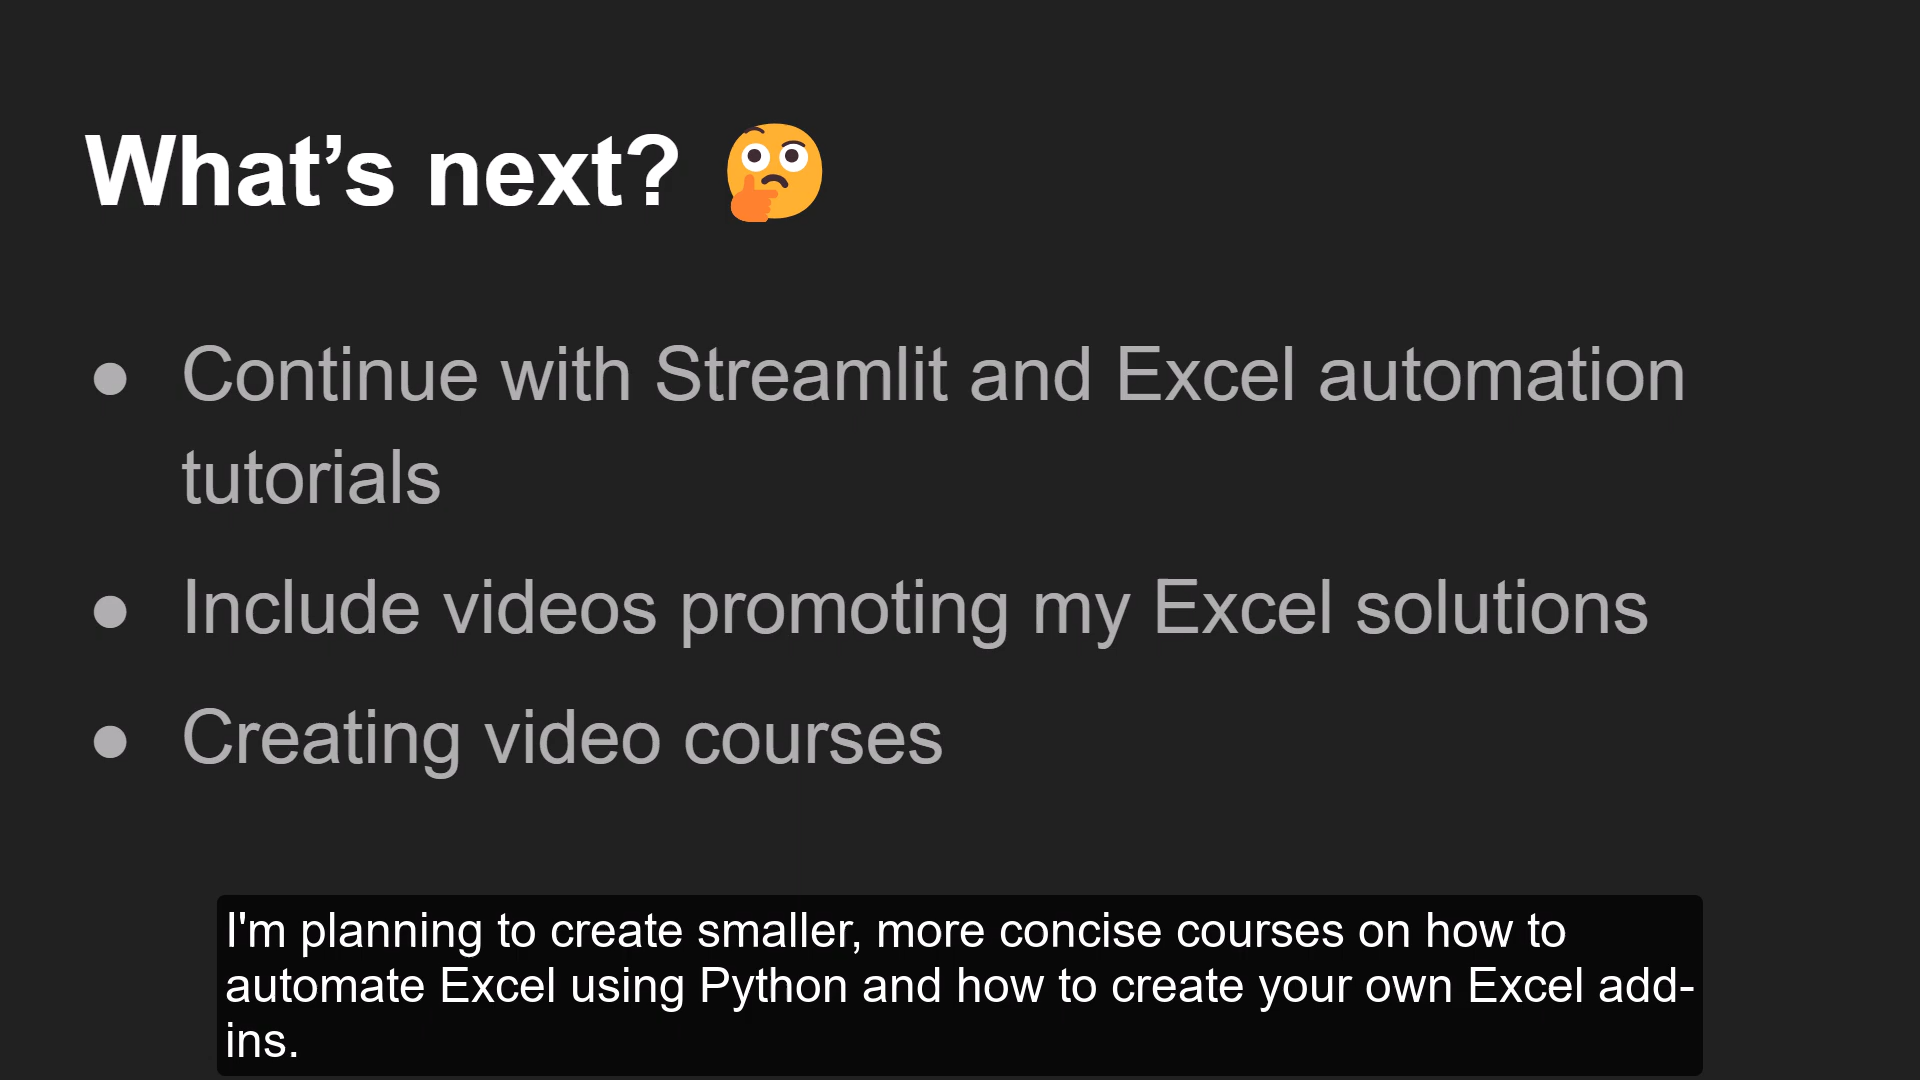 What’s next? 🤔
● Continue with Streamlit and Excel automation
tutorials
● Include videos promoting my Excel solutions
● Creating video courses
I'm planning to create smaller, more concise courses on how to
automate Excel using Python and how to create your own Excel add-
ins.